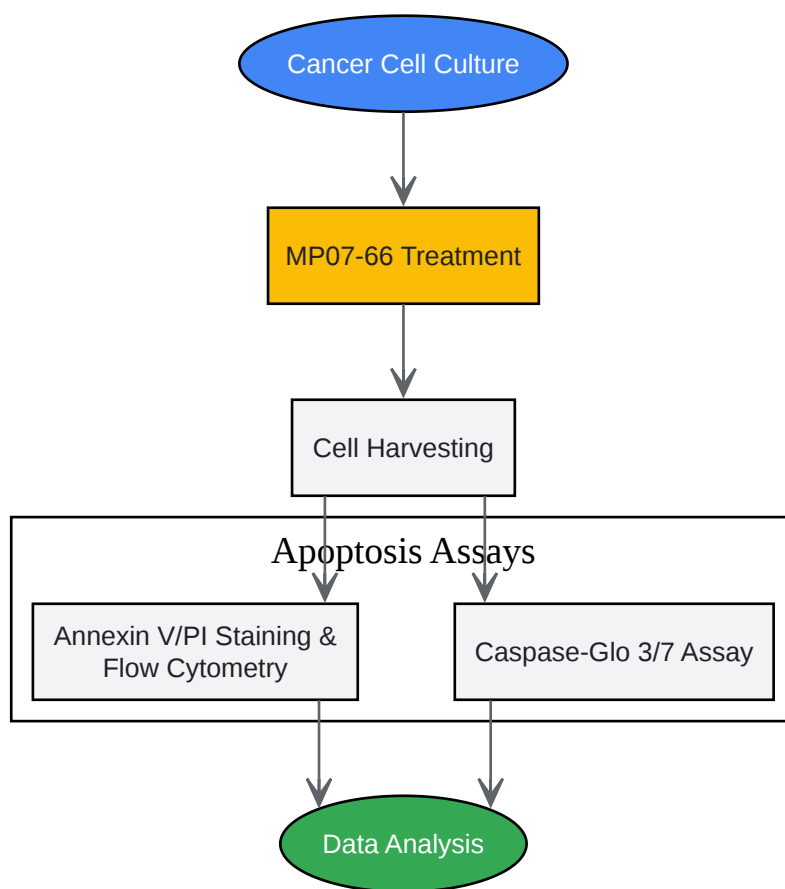 Cancer Cell Culture
MP07-66 Treatment
Cell Harvesting
Apoptosis Assays
Annexin V/PI Staining &
Flow Cytometry
Caspase-Glo 3/7 Assay
Data Analysis